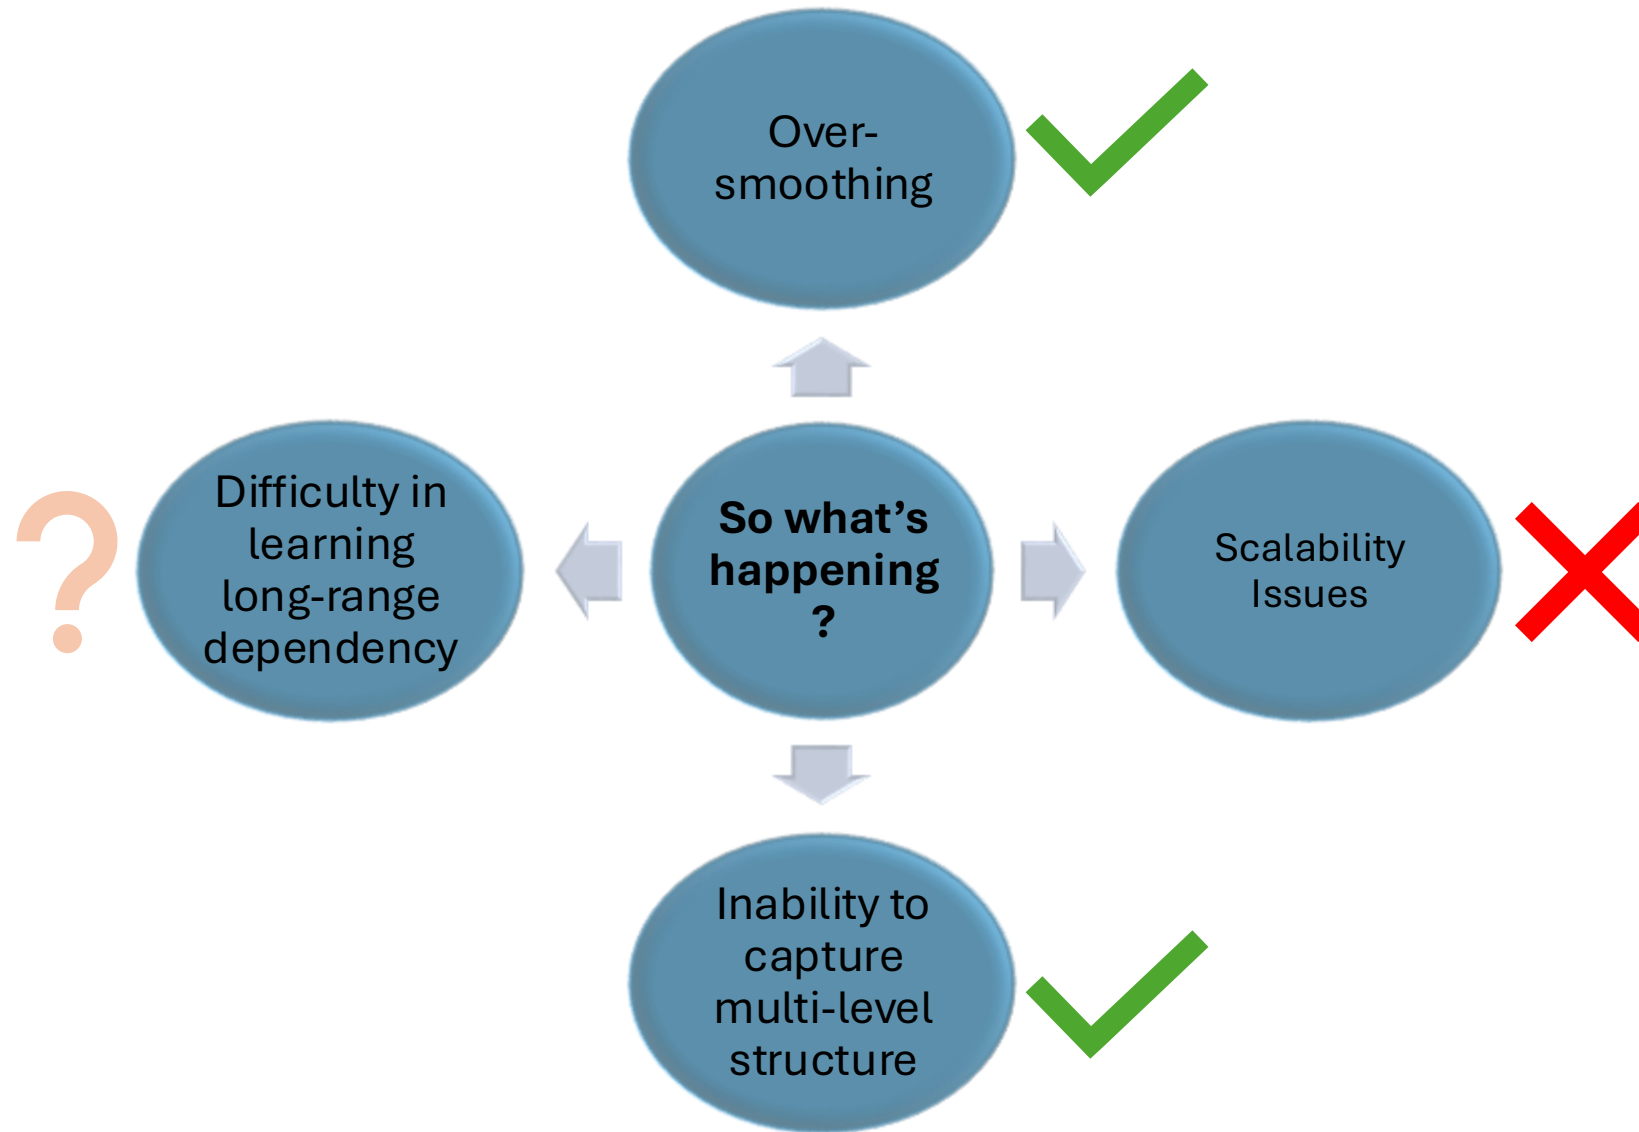 Over-
smoothing
?
Difficulty in
learning
long-range
dependency
So what's
happening
?
Scalability
Issues
Inability to
capture
multi-level
structure